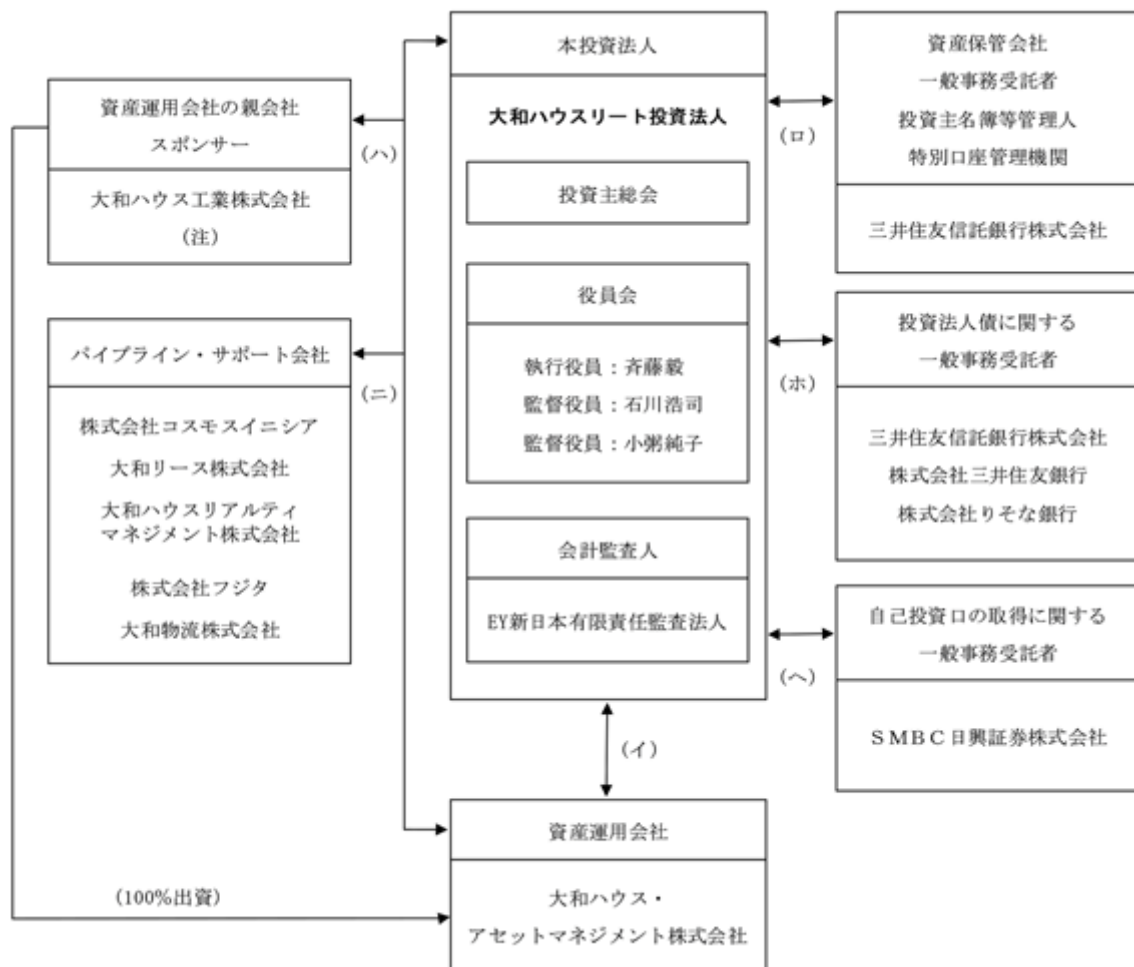 資産運用会社の親会社
スポンサー
大和ハウス工業株式会社
(注)
(ハ)
パイプライン・サポート会社
株式会社コスモスイニシア
大和リース株式会社
大和ハウスリアルティ
マネジメント株式会社
株式会社フジタ
大和物流株式会社
(ニ)
本投資法人
大和ハウスリート投資法人
投資主総会
役員会
執行役員：斉藤毅
監督役員：石川浩司
監督役員：小粥純子
会計監査人
EY新日本有限責任監査法人
(ロ)
資産保管会社
一般事務受託者
投資主名簿等管理人
特別口座管理機関
三井住友信託銀行株式会社
(ホ)
投資法人債に関する
一般事務受託者
三井住友信託銀行株式会社
株式会社三井住友銀行
株式会社りそな銀行
(ヘ)
自己投資口の取得に関する
一般事務受託者
ＳＭＢＣ日興証券株式会社
(イ)
資産運用会社
大和ハウス・
アセットマネジメント株式会社
(100%出資)